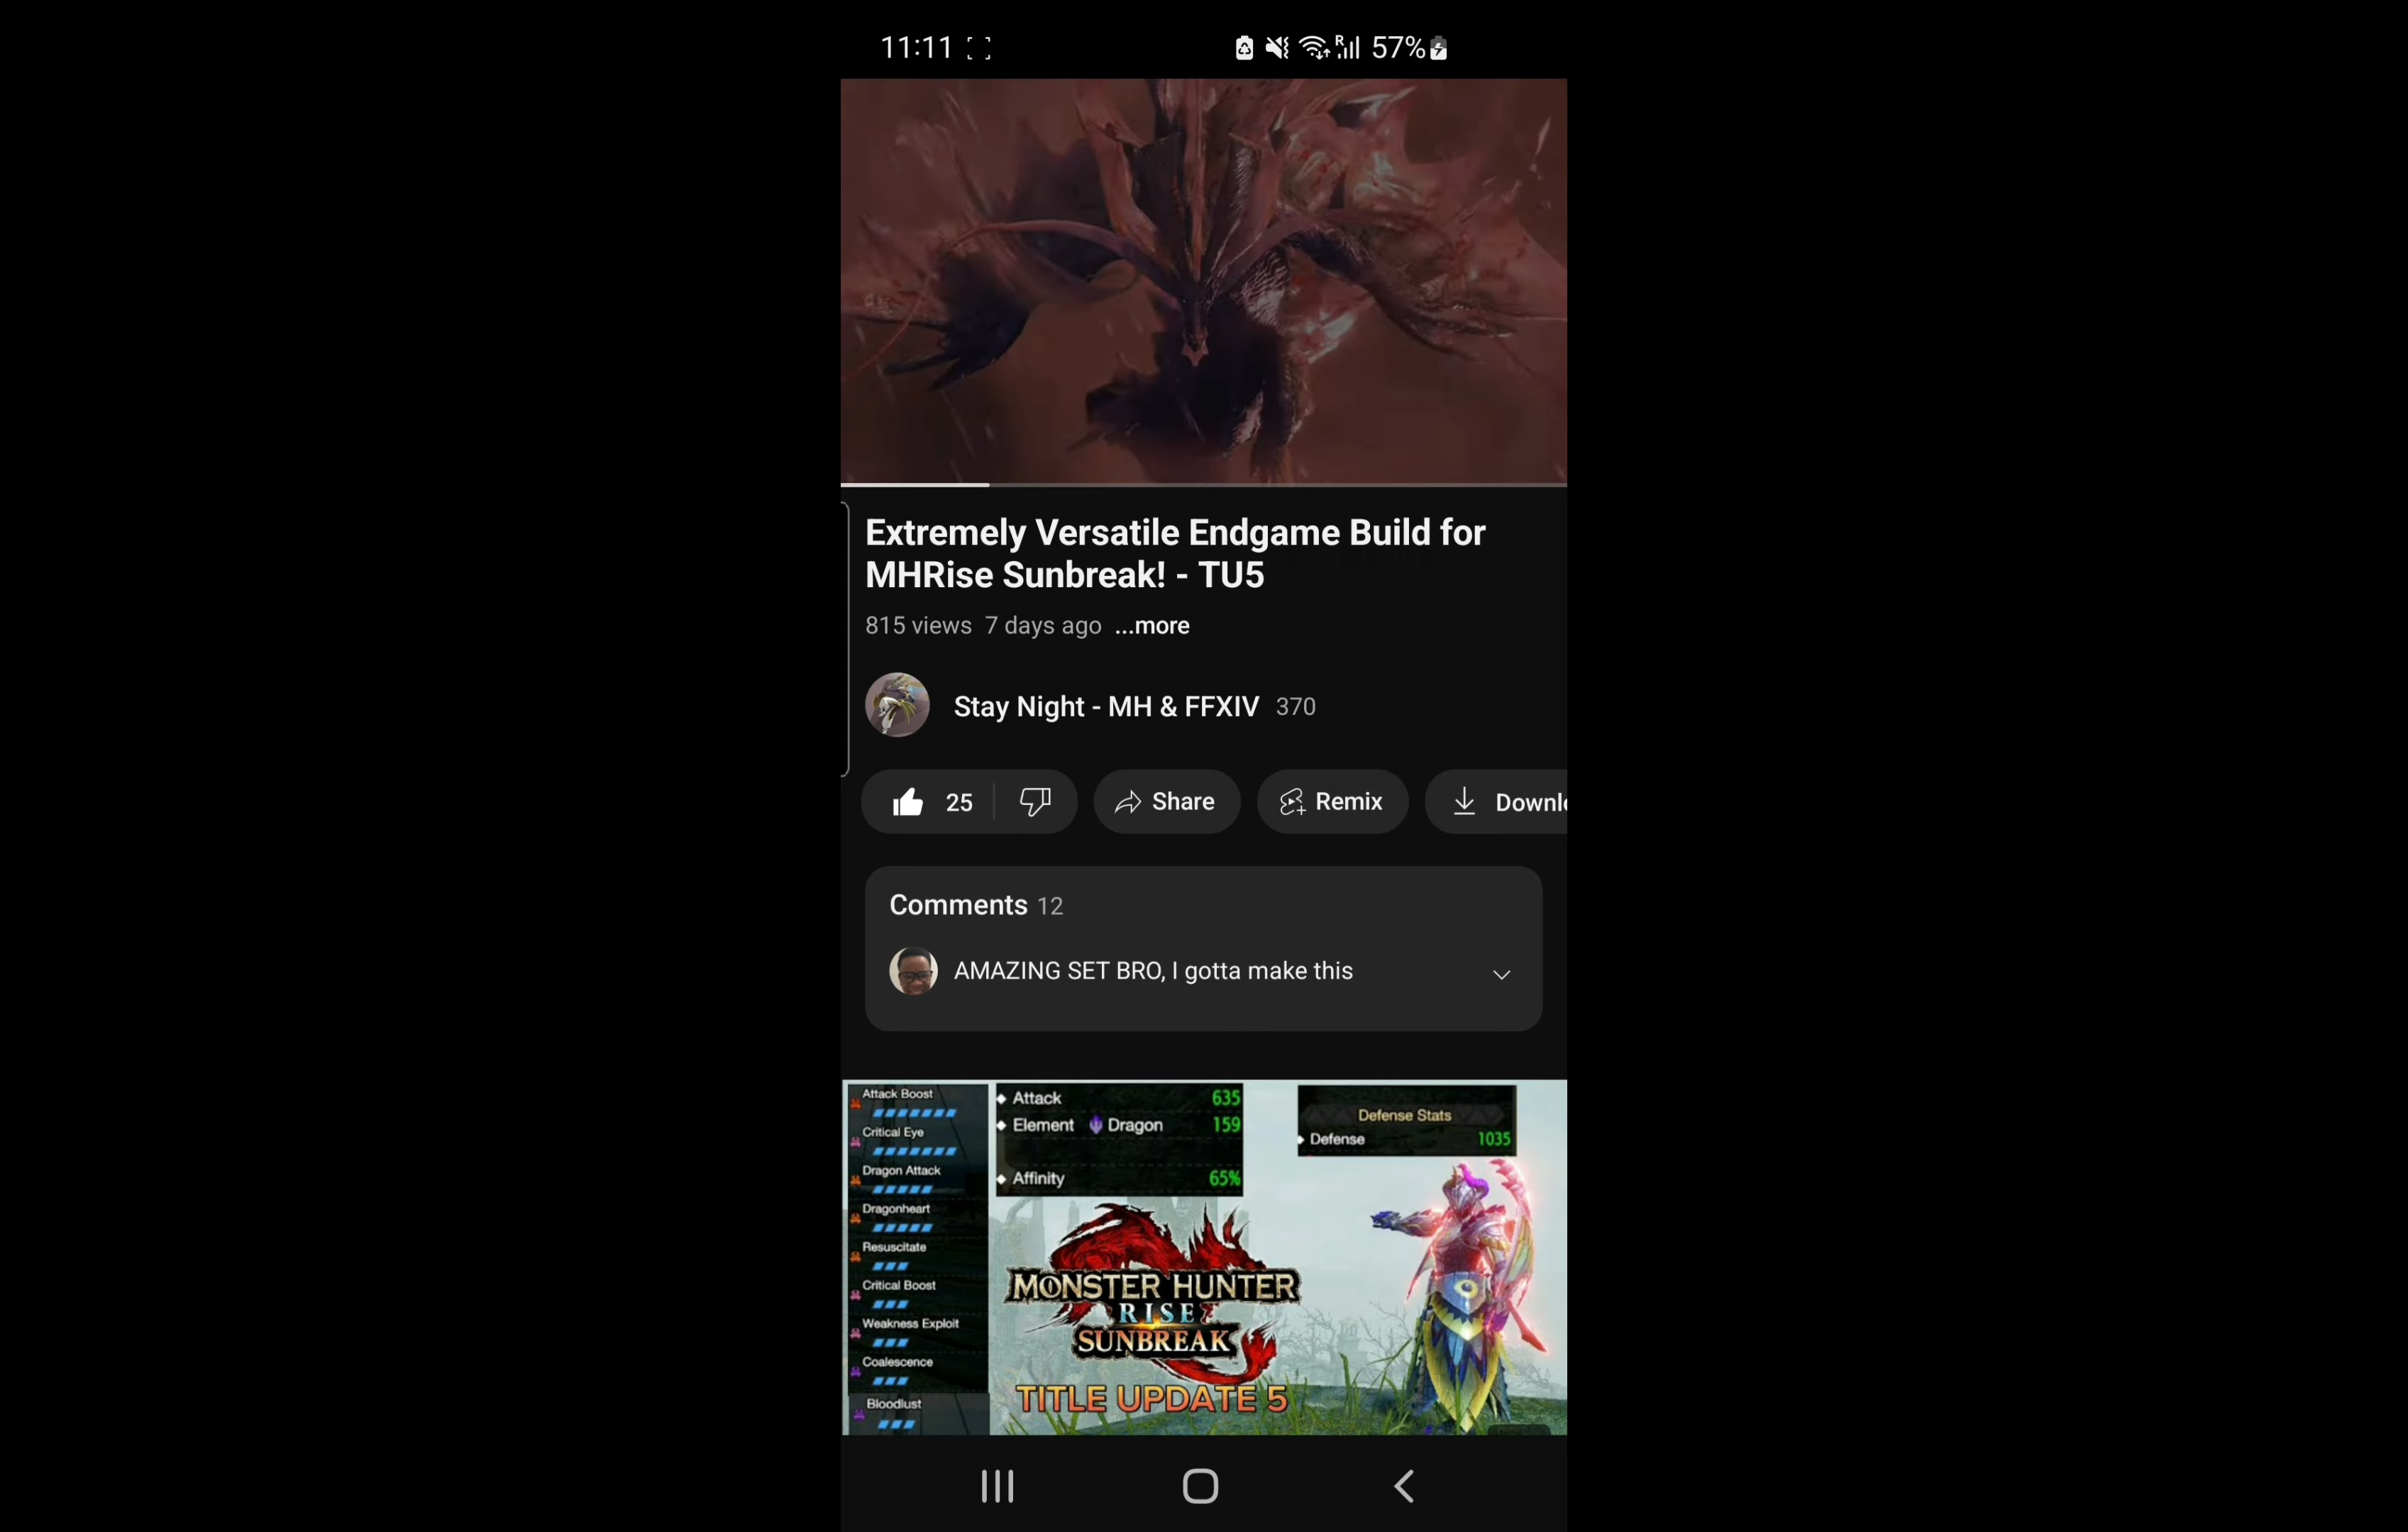 11:11
R 57%
Extremely Versatile Endgame Build for
MHRise Sunbreak! - TU5
815 views 7 days ago ...more
Stay Night - MH & FFXIV 370
25 Share Remix Downlo
Comments 12
AMAZING SET BRO, I gotta make this
Attack Boost
Critical Eye
Dragon Attack
Dragonheart
Resuscitate
Critical Boost
Weakness Exploit
Coalescence
Bloodlust
Attack 635
Element Dragon 159
Affinity 65%
Defense Stats
Defense 1035
MONSTER HUNTER
RISE
SUNBREAK
TITLE UPDATE 5